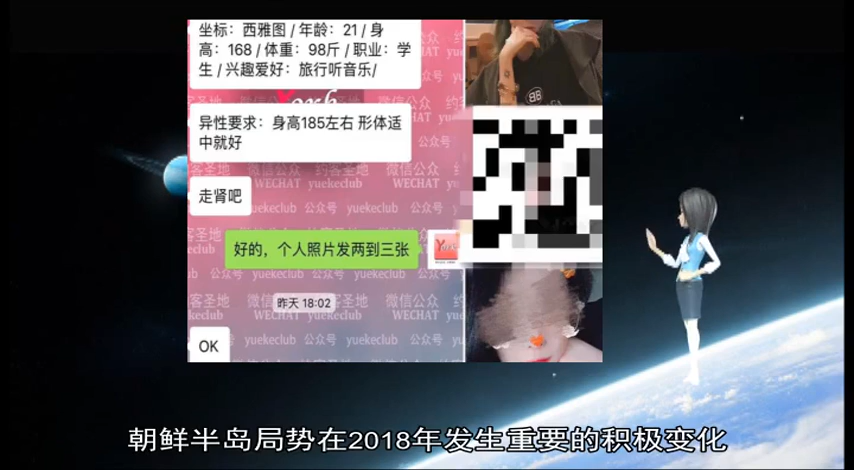 坐标：西雅图 / 年龄：21 / 身
高：168 / 体重：98斤 / 职业：学
生 / 兴趣爱好：旅行听音乐/
异性要求：身高185左右 形体适
中就好
走肾吧
好的，个人照片发两到三张
昨天 18:02
OK
朝鲜半岛局势在2018年发生重要的积极变化